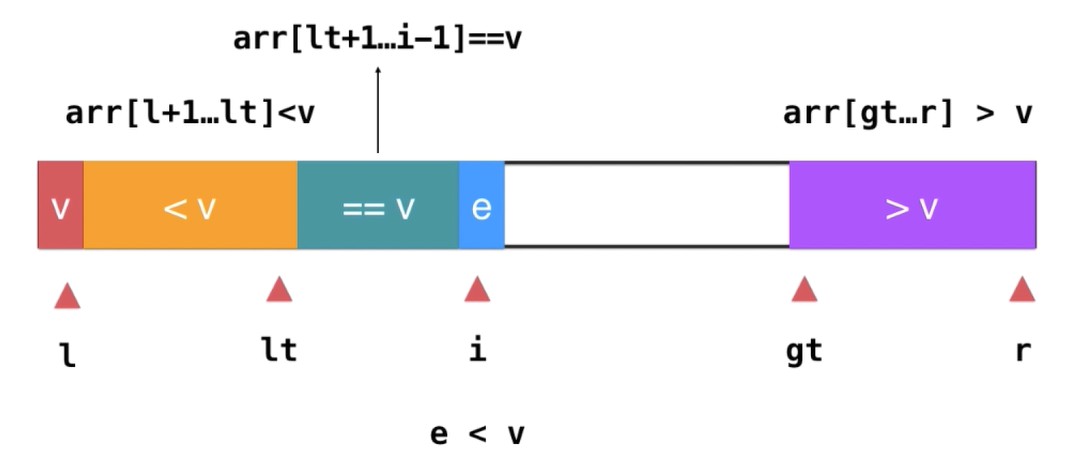 arr[lt+1…i-1]==v
arr[l+1…lt]<v
arr[gt…r] > v
v
< v
== v
e
> v
l
lt
i
gt
r
e < v